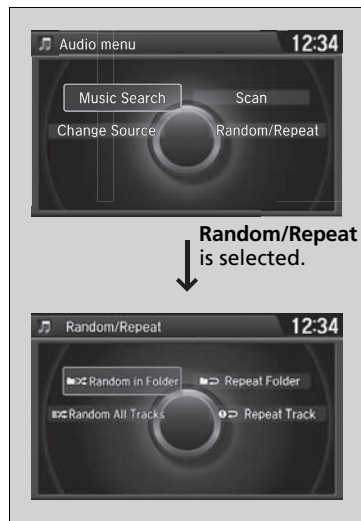 Audio menu 12:34
Music Search Scan
Change Source Random/Repeat
Random/Repeat
is selected.
Random/Repeat 12:34
Random in Folder Repeat Folder
Random All Tracks Repeat Track